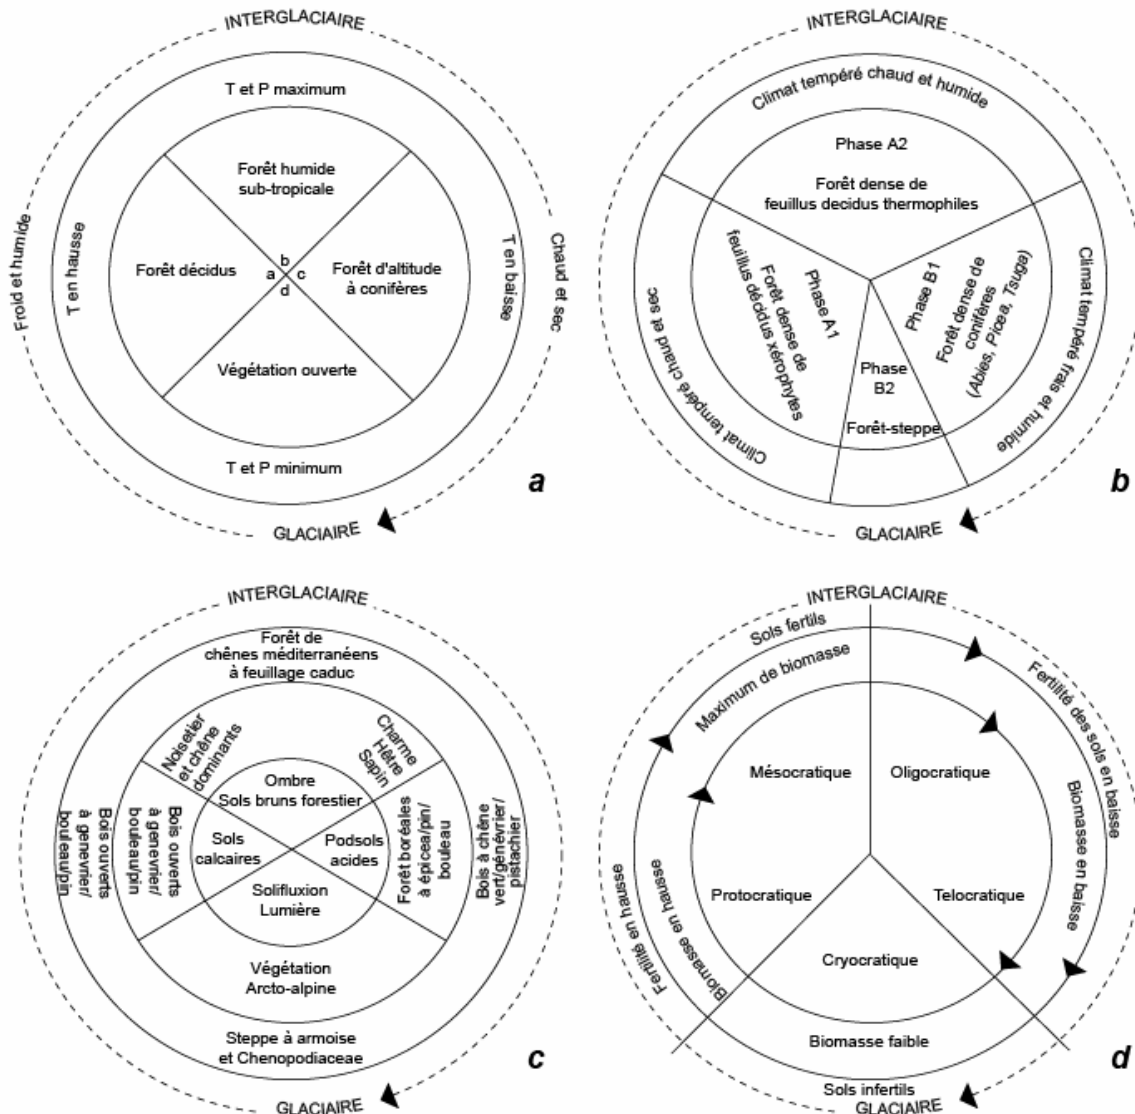 INTERGLACIAIRE
T et P maximum
Forêt humide
sub-tropicale
Froid et humide
T en hausse
Forêt décidus
b
a
c
d
Forêt d'altitude
à conifères
T en baisse
Chaud et sec
Végétation ouverte
T et P minimum
a
GLACIAIRE
INTERGLACIAIRE
Climat tempéré chaud et humide
Phase A2
Forêt dense de
feuillus decidus thermophiles
Climat tempéré chaud et sec
Phase A1
Forêt dense de
feuillus décidus xérophytes
Phase B1
Forêt dense de
conifères
(Abies, Picea, Tsuga)
Climat tempéré frais et humide
Phase
B2
Forêt-steppe
b
GLACIAIRE
INTERGLACIAIRE
Forêt de
chênes méditerranéens
à feuillage caduc
Noisetier
et chêne
dominants
Charme
Hêtre
Sapin
Ombre
Sols bruns forestier
Bois ouverts
à genevrier/
bouleau/pin
Bois ouverts
à genevrier/
bouleau/pin
Sols
calcaires
Podsols
acides
Forêt boréales
à épicea/pin/
bouleau
Bois à chêne
vert/génévrier/
pistachier
Solifluxion
Lumière
Végétation
Arcto-alpine
Steppe à armoise
et Chenopodiaceae
c
GLACIAIRE
INTERGLACIAIRE
Sols fertils
Maximum de biomasse
Fertilité des sols en baisse
Mésocratique
Oligocratique
Biomasse en baisse
Protocratique
Telocratique
Fertilité en hausse
Biomasse en hausse
Cryocratique
Biomasse faible
Sols infertils
d
GLACIAIRE